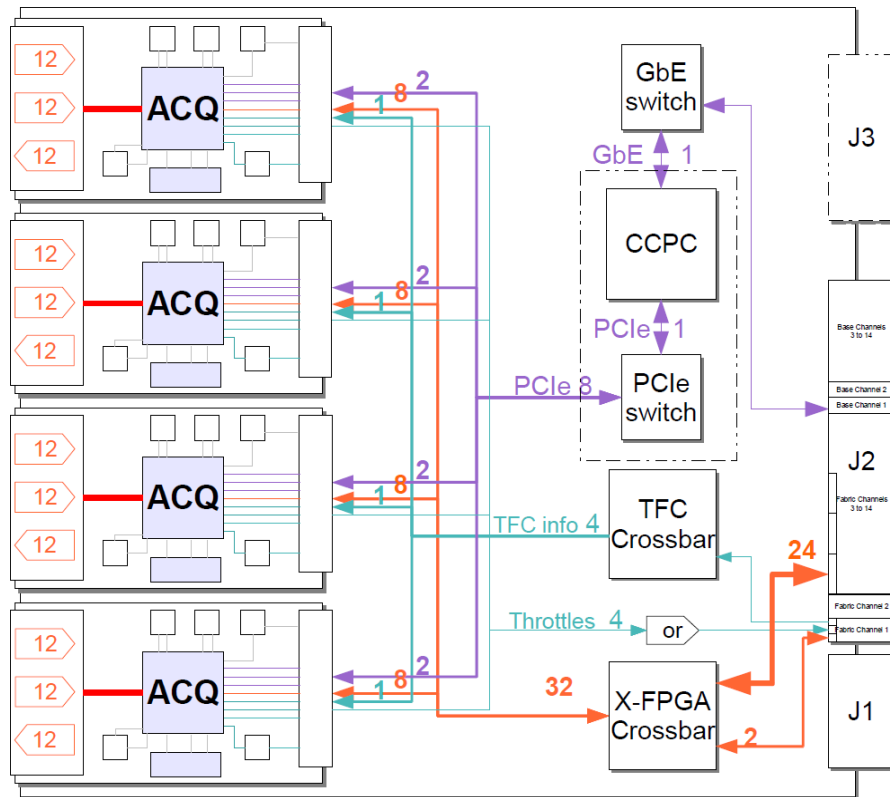 12
12
12
ACQ
2
8
1
12
12
12
ACQ
2
8
1
12
12
12
ACQ
2
8
1
12
12
12
ACQ
2
8
1
GbE
switch
GbE 1
CCPC
PCIe 1
PCIe 8
PCIe
switch
TFC info 4
TFC
Crossbar
Throttles 4
or
32
X-FPGA
Crossbar
24
2
J3
Base Channels
3 to 14
Base Channel 2
Base Channel 1
J2
Fabric Channels
3 to 14
Fabric Channel 2
Fabric Channel 1
J1